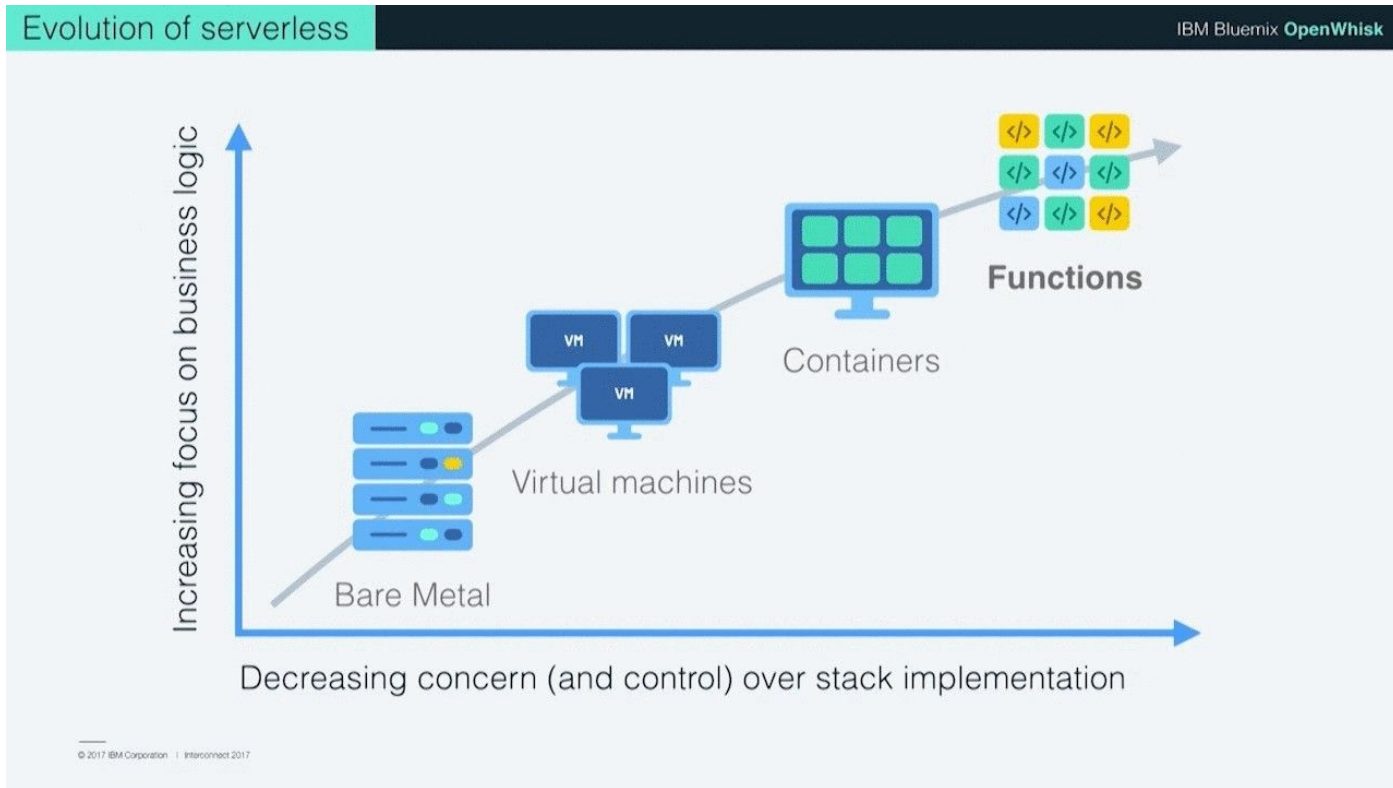 Evolution of serverless
IBM Bluemix OpenWhisk
Increasing focus on business logic
</>
</>
</>
</>
</>
</>
</>
</>
</>
Functions
Containers
VM
VM
VM
Virtual machines
Bare Metal
Decreasing concern (and control) over stack implementation
© 2017 IBM Corporation | Interconnect 2017